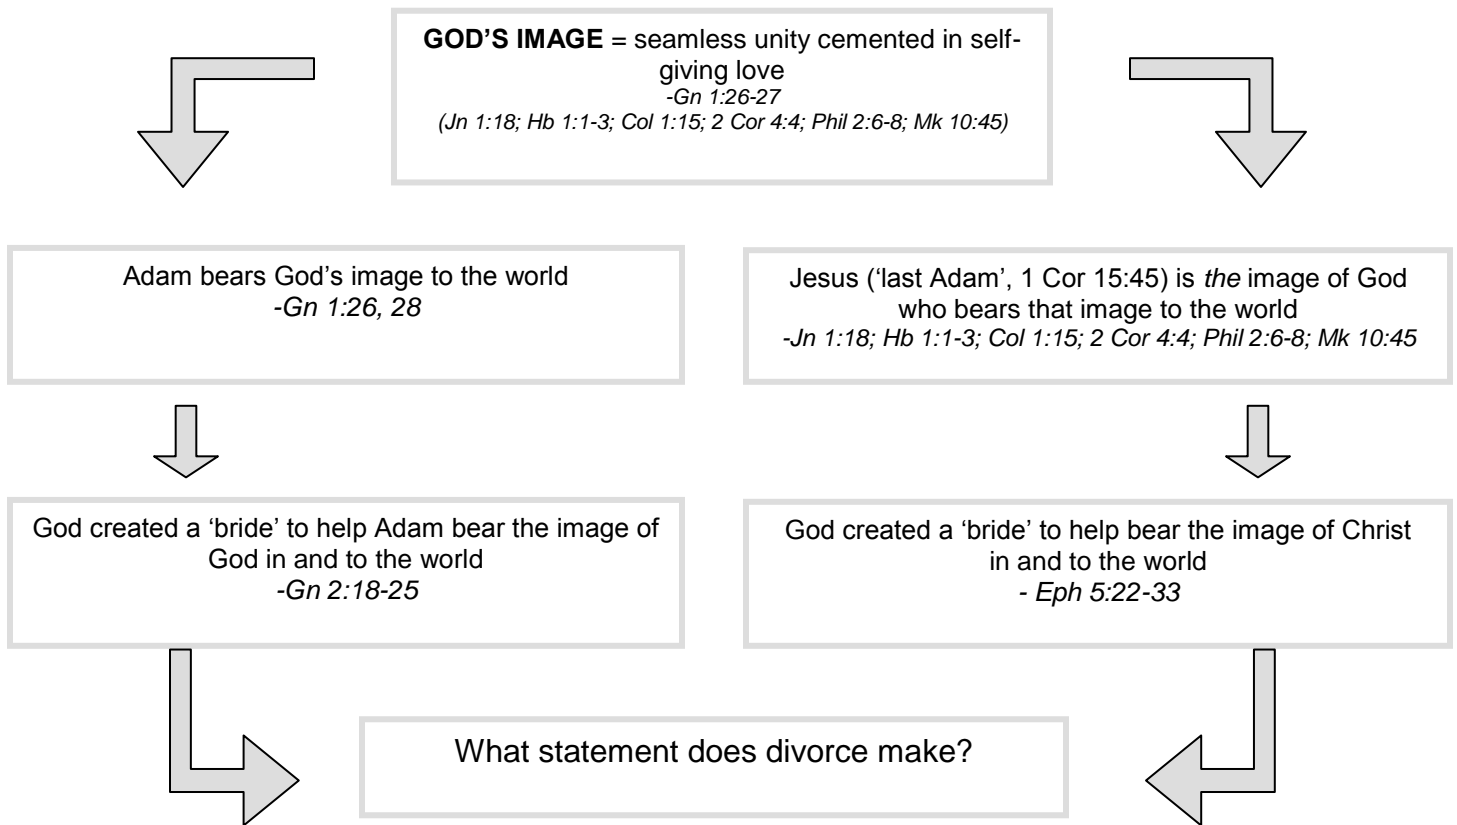 GOD'S IMAGE = seamless unity cemented in self-
giving love
-Gn 1:26-27
(Jn 1:18; Hb 1:1-3; Col 1:15; 2 Cor 4:4; Phil 2:6-8; Mk 10:45)
Adam bears God’s image to the world
-Gn 1:26, 28
Jesus (‘last Adam’, 1 Cor 15:45) is the image of God
who bears that image to the world
-Jn 1:18; Hb 1:1-3; Col 1:15; 2 Cor 4:4; Phil 2:6-8; Mk 10:45
God created a ‘bride’ to help Adam bear the image of
God in and to the world
-Gn 2:18-25
God created a ‘bride’ to help bear the image of Christ
in and to the world
- Eph 5:22-33
What statement does divorce make?